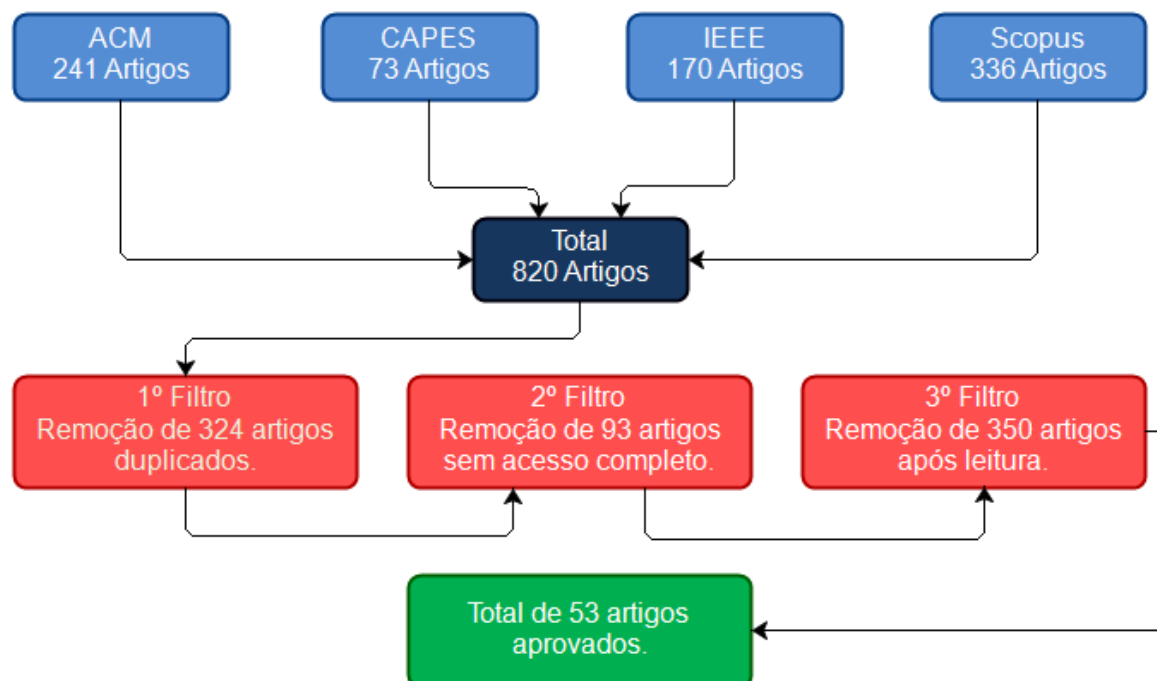 ACM
241 Artigos
CAPES
73 Artigos
IEEE
170 Artigos
Scopus
336 Artigos
Total
820 Artigos
1º Filtro
Remoção de 324 artigos
duplicados.
2º Filtro
Remoção de 93 artigos
sem acesso completo.
3º Filtro
Remoção de 350 artigos
após leitura.
Total de 53 artigos
aprovados.